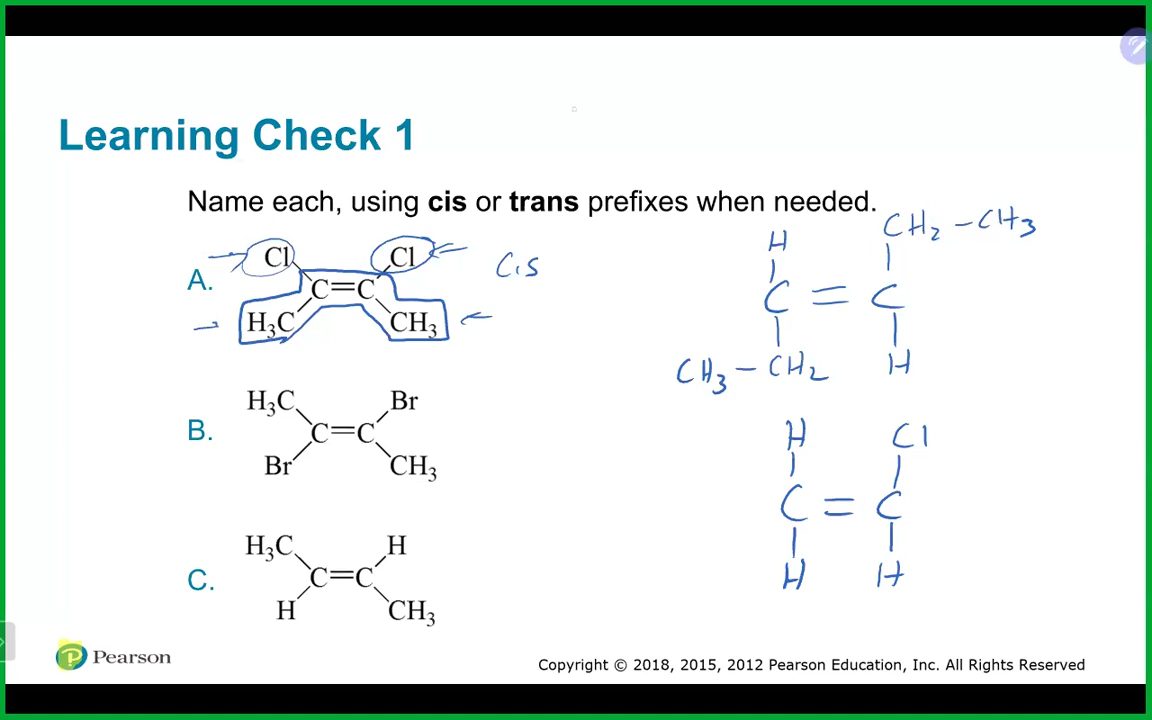 Learning Check 1
Name each, using cis or trans prefixes when needed.
A.
Cl Cl
C=C
H₃C CH₃
cis
B.
H₃C Br
C=C
Br CH₃
C.
H₃C H
C=C
H CH₃
H CH₂-CH₃
C = C
CH₃-CH₂ H
H Cl
C = C
H H
Pearson
Copyright © 2018, 2015, 2012 Pearson Education, Inc. All Rights Reserved